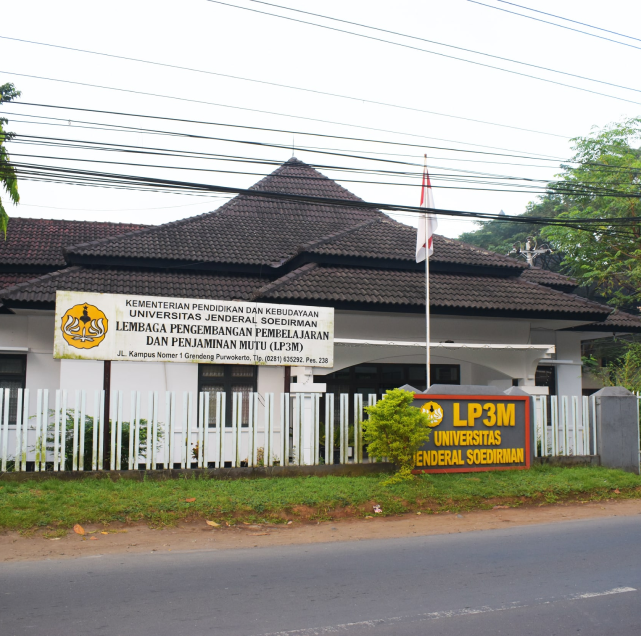 KEMENTERIAN PENDIDIKAN DAN KEBUDAYAAN
UNIVERSITAS JENDERAL SOEDIRMAN
LEMBAGA PENGEMBANGAN PEMBELAJARAN
DAN PENJAMINAN MUTU (LP3M)
JL. Kampus Nomer 1 Grendeng Purwokerto, Tlp. (0281) 635292, Pes. 238
LP3M
UNIVERSITAS
JENDERAL SOEDIRMAN